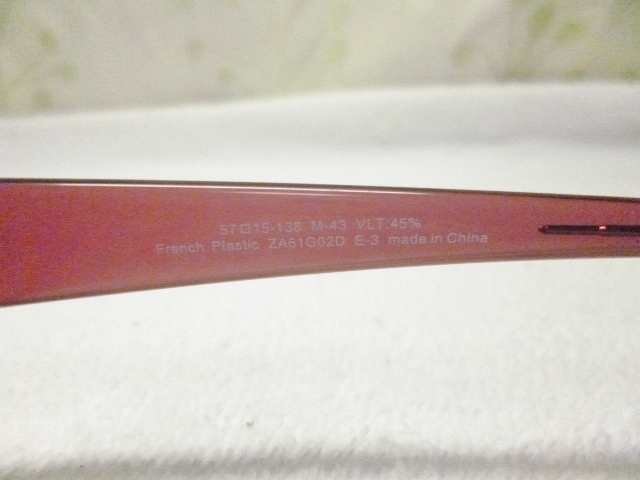 57□15-138 M-43 VLT:45%
French Plastic ZA61G02D E-3 made in China